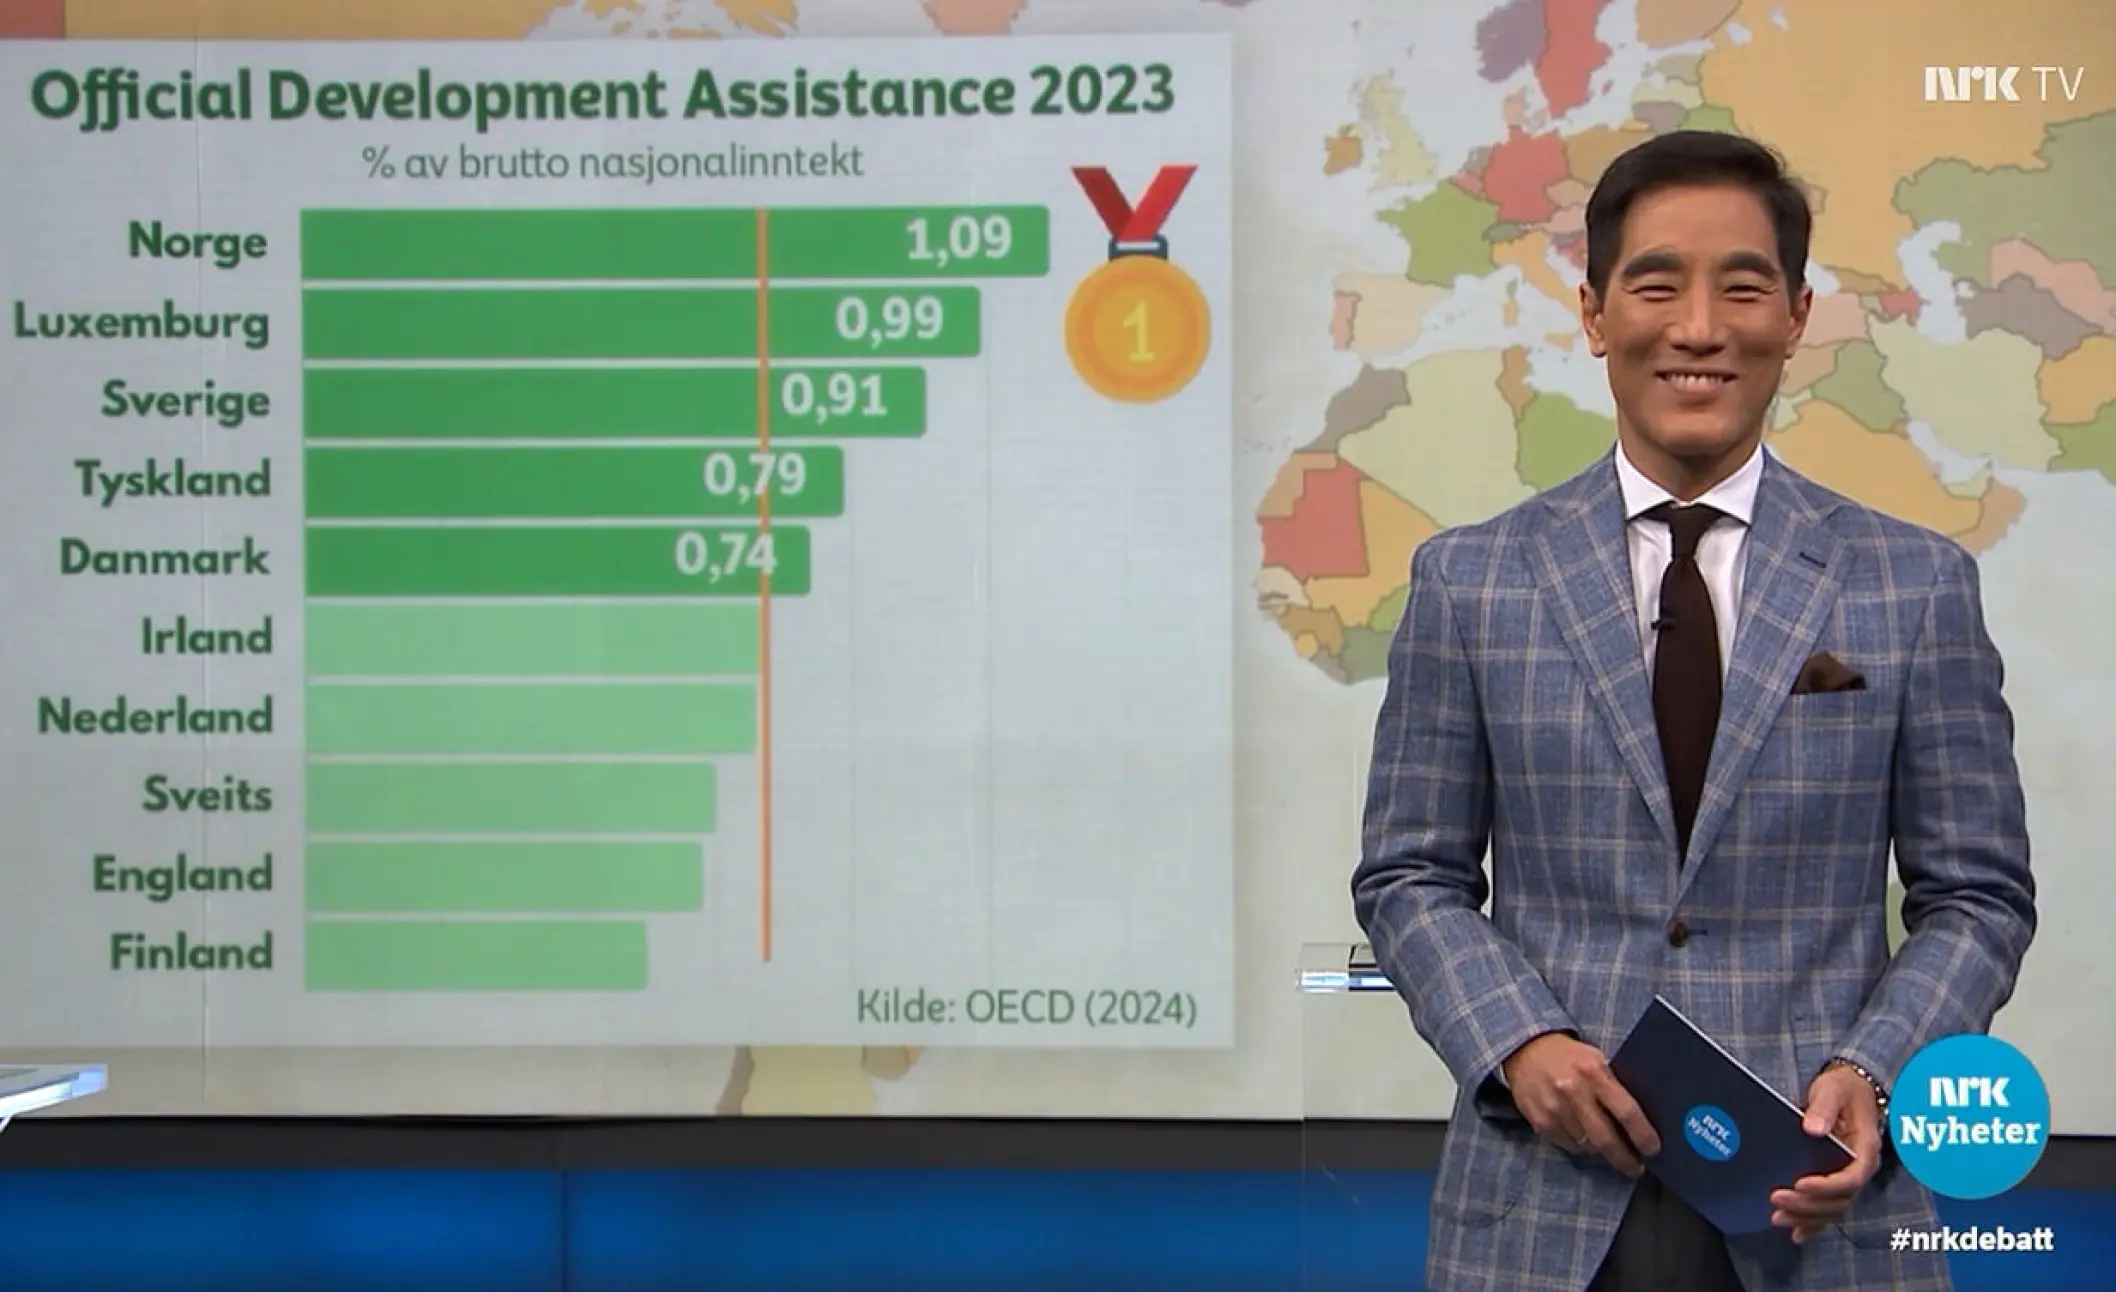 Official Development Assistance 2023
% av brutto nasjonalinntekt
Norge 1,09
Luxemburg 0,99
Sverige 0,91
Tyskland 0,79
Danmark 0,74
Irland
Nederland
Sveits
England
Finland
1
Kilde: OECD (2024)
NRK TV
NRK
Nyheter
NRK
Nyheter
#nrkdebatt